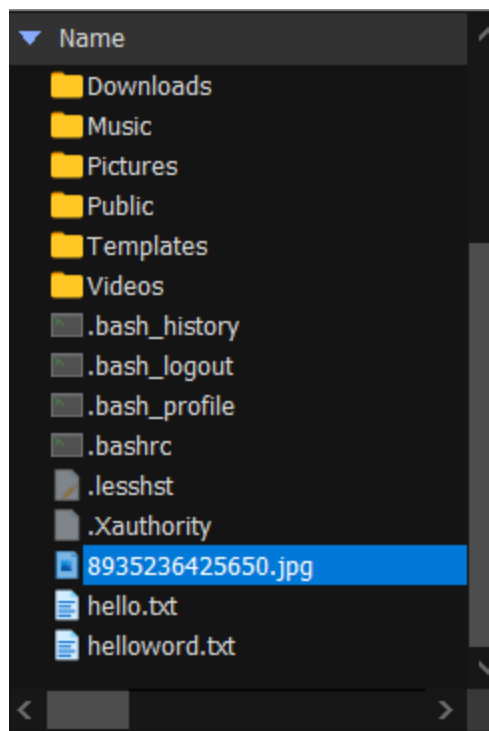 Name
Downloads
Music
Pictures
Public
Templates
Videos
.bash_history
.bash_logout
.bash_profile
.bashrc
.lesshst
.Xauthority
8935236425650.jpg
hello.txt
helloword.txt